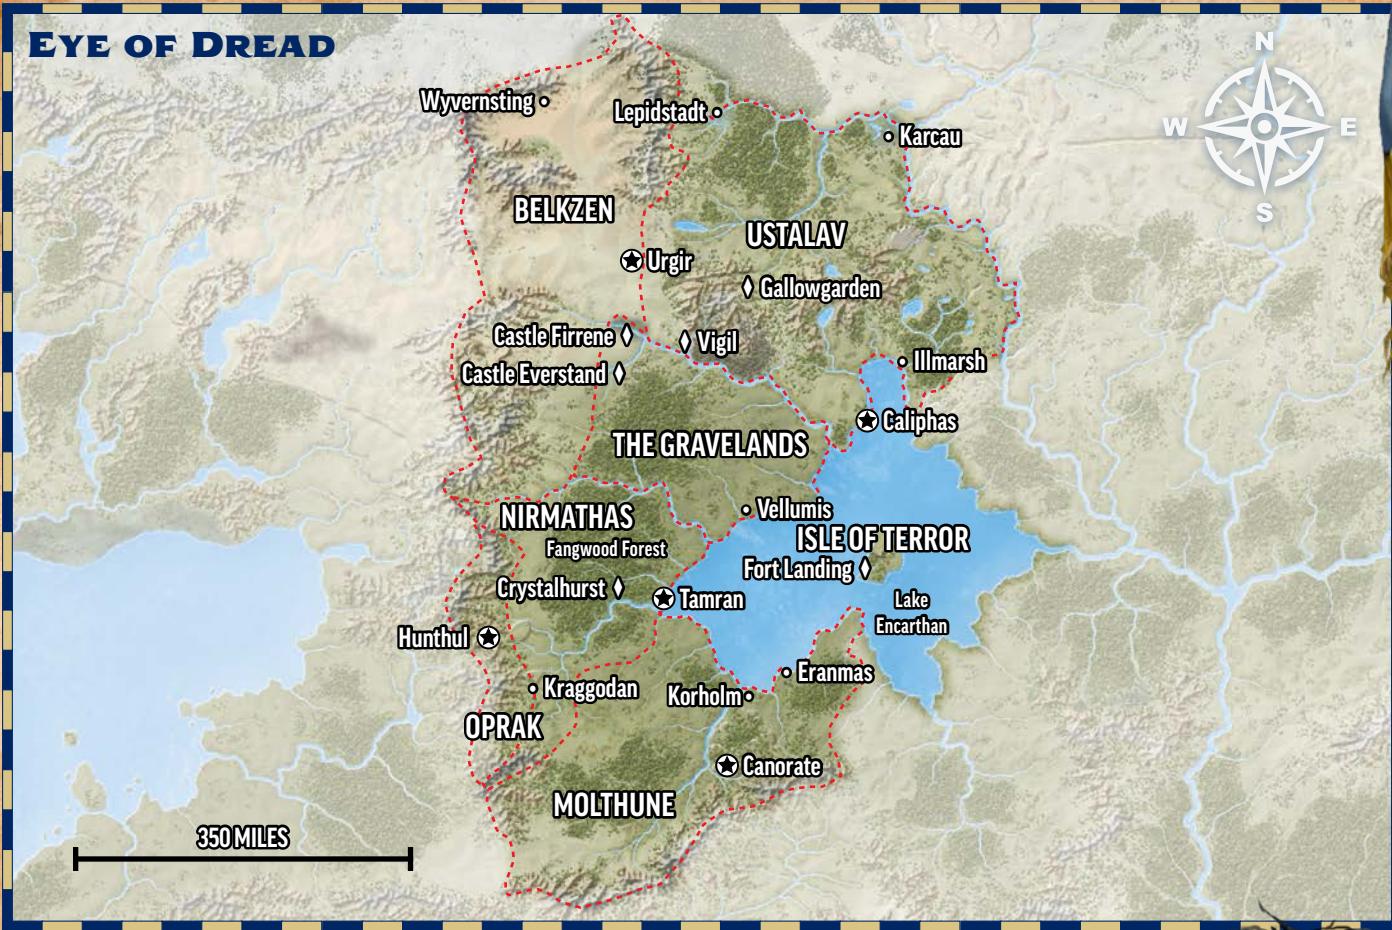 EYE OF DREAD
N
W
E
S
Wyvernsting
Lepidstadt
Karcau
BELKZEN
USTALAV
Urgir
Gallowgarden
Castle Firrene
Vigil
Illmarsh
Castle Everstand
Caliphas
THE GRAVELANDS
Vellumis
NIRMATHAS
ISLE OF TERROR
Fangwood Forest
Fort Landing
Crystalhurst
Tamran
Lake
Encarthan
Hunthul
Eranmas
Kraggodan
Korholm
OPRAK
Canorate
MOLTHUNE
350 MILES